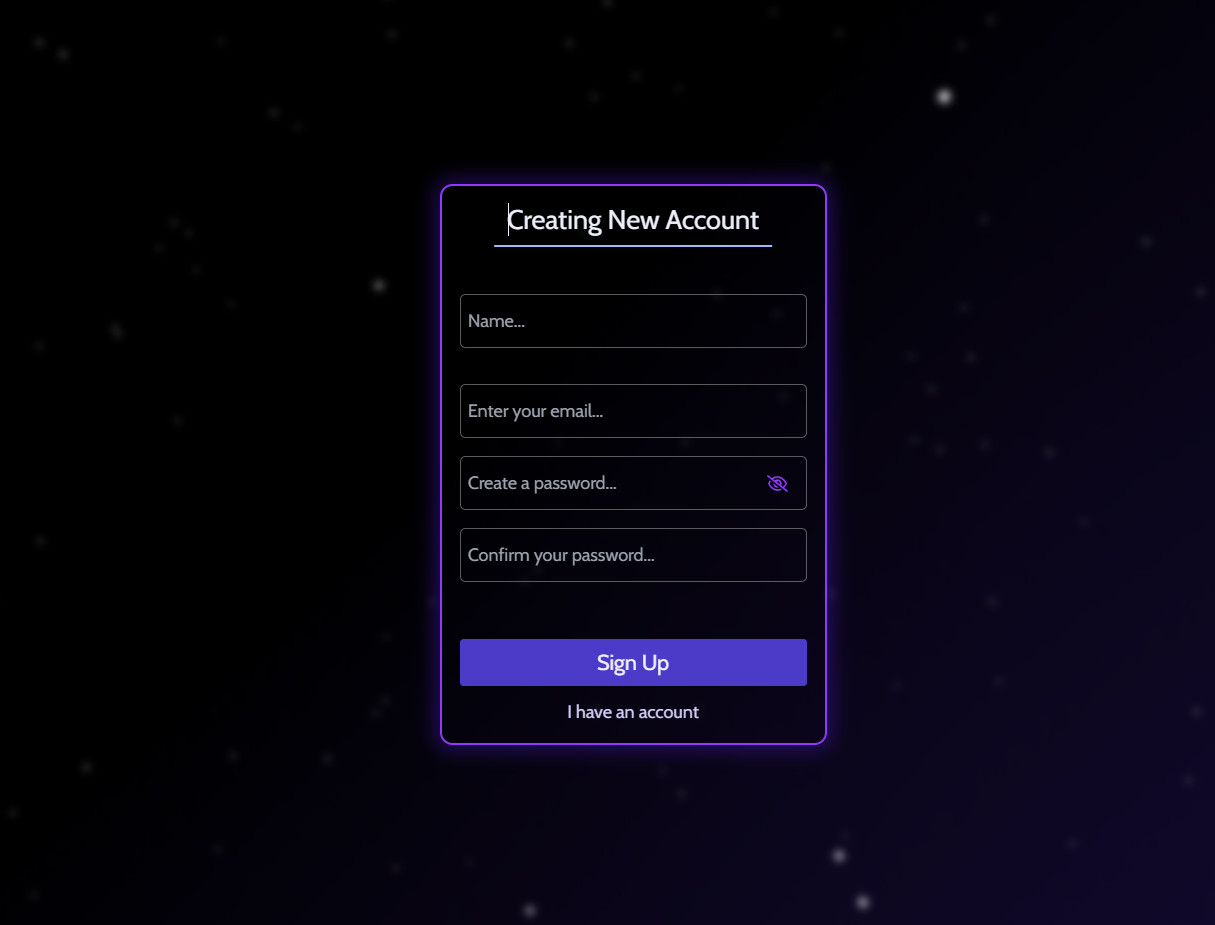 Creating New Account
Name...
Enter your email...
Create a password...
Confirm your password...
Sign Up
I have an account